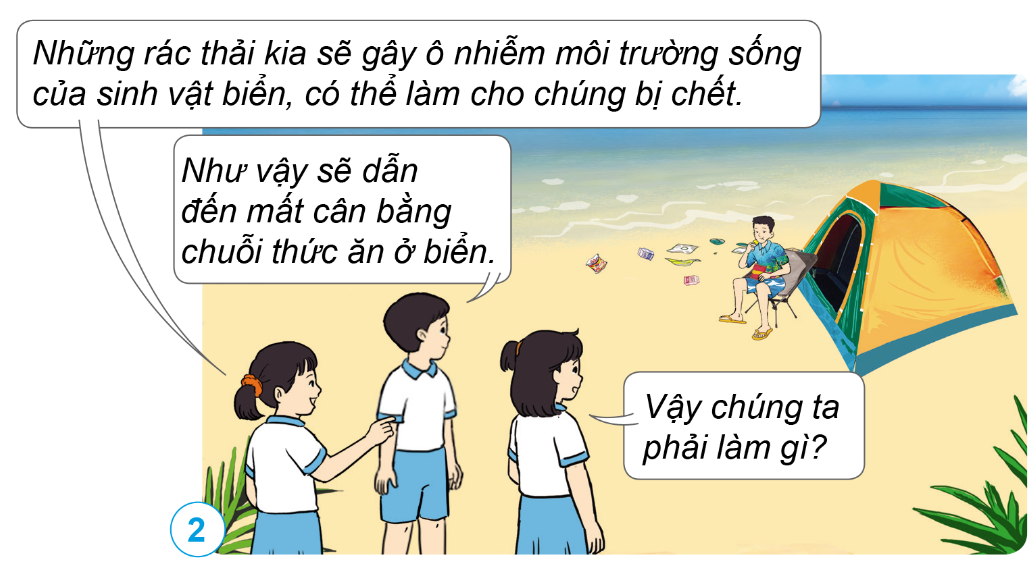 Những rác thải kia sẽ gây ô nhiễm môi trường sống
của sinh vật biển, có thể làm cho chúng bị chết.
Như vậy sẽ dẫn
đến mất cân bằng
chuỗi thức ăn ở biển.
Vậy chúng ta
phải làm gì?
2